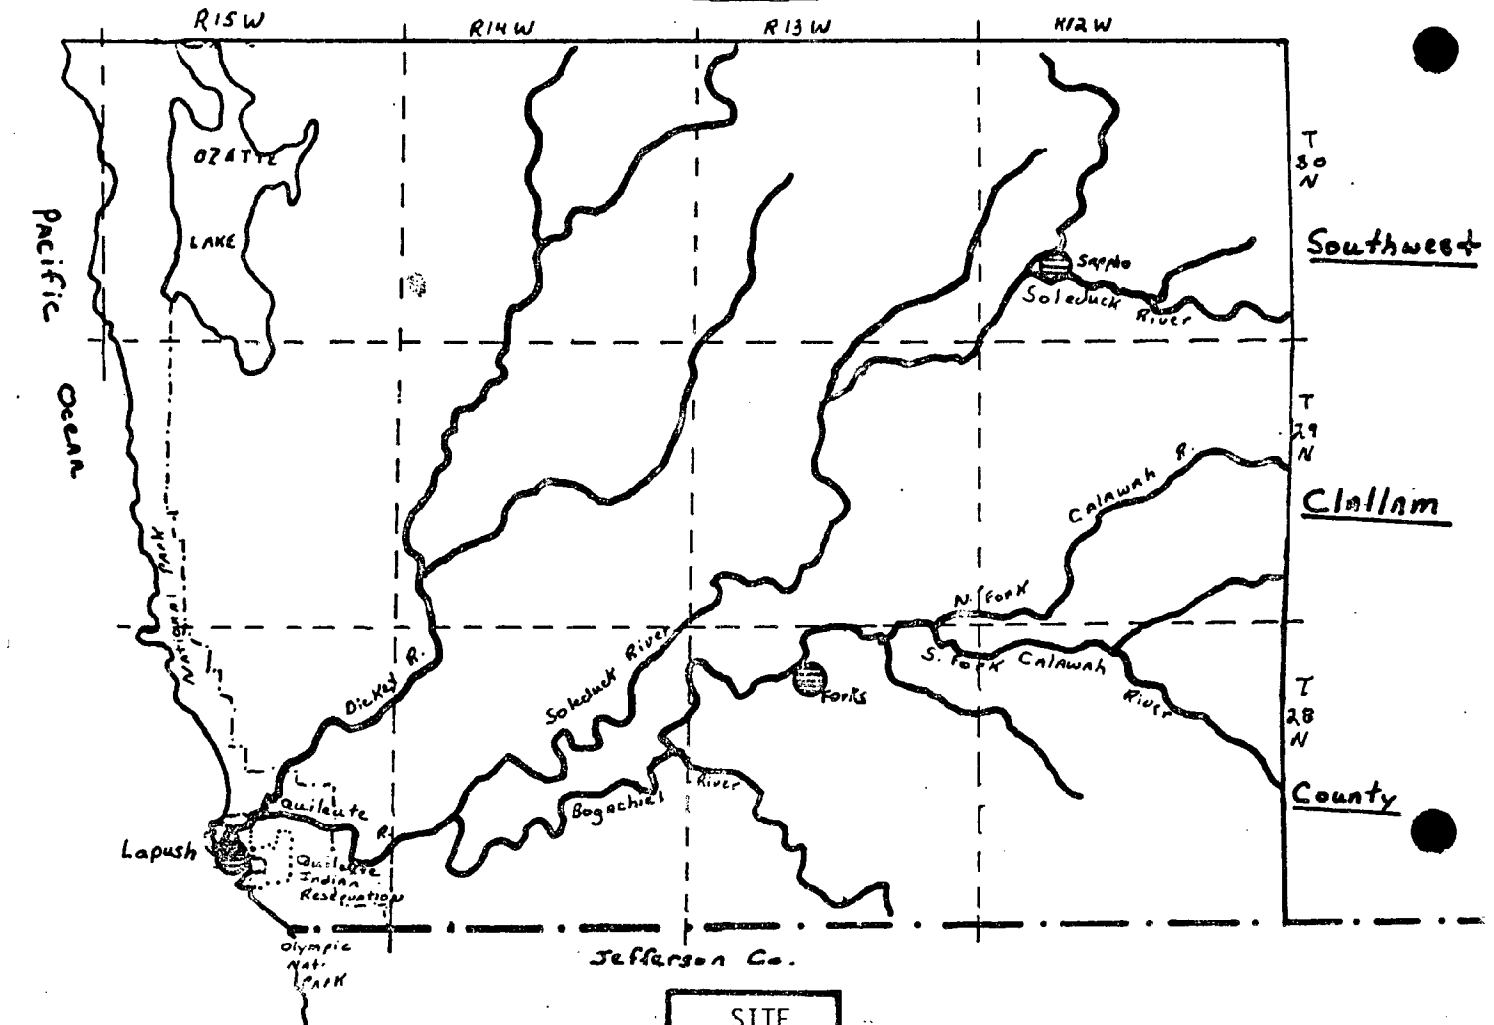 R15W
R14W
R13W
R12W
T
30
N
OZATTE
LAKE
Pacific
Ocean
Southwest
Sappho
Soleduck
River
T
29
N
Calawah R.
Clallam
National Park
N. Fork
S. Fork Calawah
River
Dickey R.
Soleduck River
Forks
T
28
N
County
Bogachiel
River
Quileute
R.
Lapush
Quileute
Indian
Reservation
Olympic
Nat.
Park
Jefferson Co.
SITE